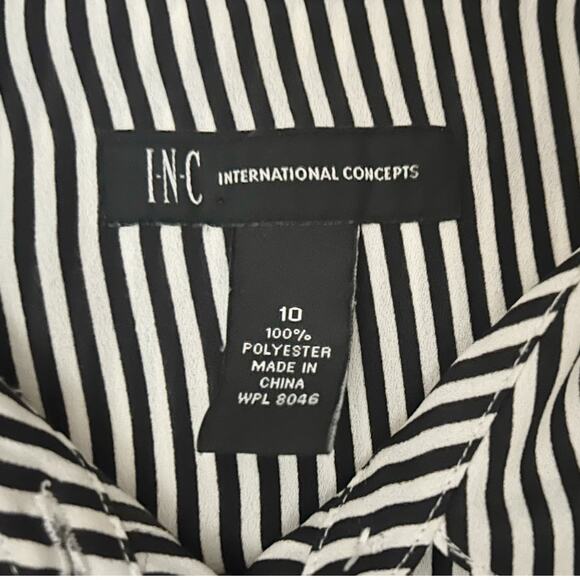 I·N·C INTERNATIONAL CONCEPTS
10
100%
POLYESTER
MADE IN
CHINA
WPL 8046